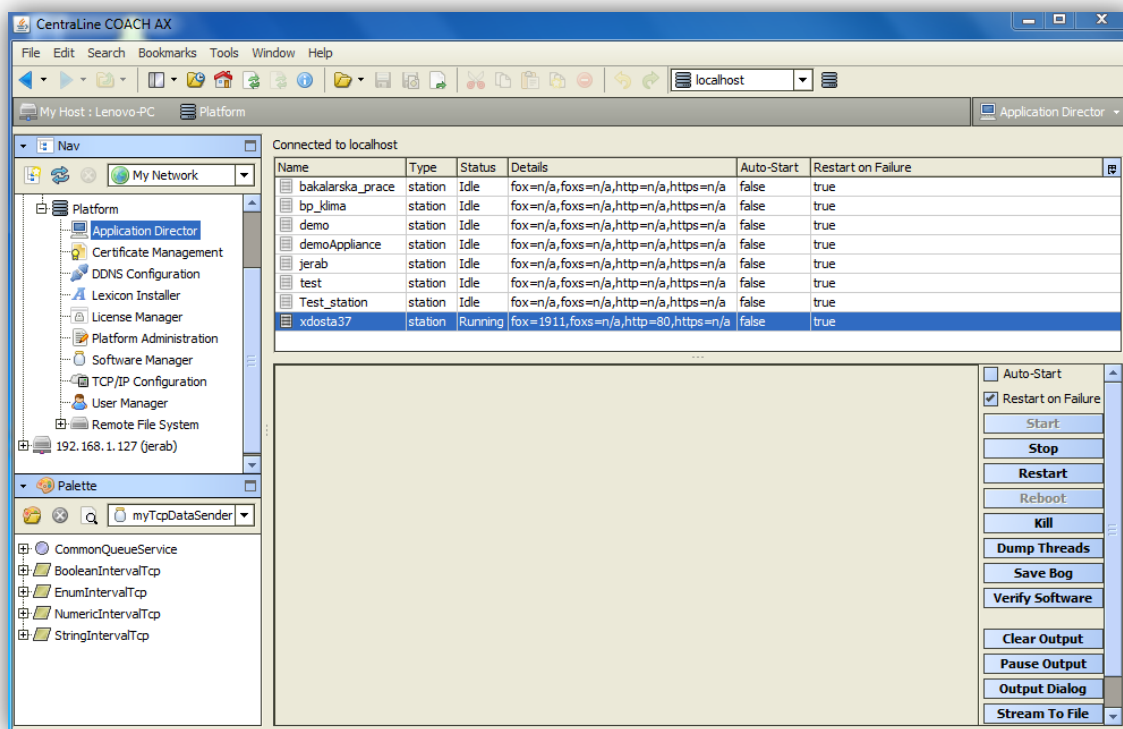 CentraLine COACH AX
File Edit Search Bookmarks Tools Window Help
localhost
My Host : Lenovo-PC Platform Application Director
Nav
My Network
Platform
Application Director
Certificate Management
DDNS Configuration
Lexicon Installer
License Manager
Platform Administration
Software Manager
TCP/IP Configuration
User Manager
Remote File System
192.168.1.127 (jerab)
Palette
myTcpDataSender
CommonQueueService
BooleanIntervalTcp
EnumIntervalTcp
NumericIntervalTcp
StringIntervalTcp
Connected to localhost
Name Type Status Details Auto-Start Restart on Failure
bakalarska_prace station Idle fox=n/a,foxs=n/a,http=n/a,https=n/a false true
bp_klima station Idle fox=n/a,foxs=n/a,http=n/a,https=n/a false true
demo station Idle fox=n/a,foxs=n/a,http=n/a,https=n/a false true
demoAppliance station Idle fox=n/a,foxs=n/a,http=n/a,https=n/a false true
jerab station Idle fox=n/a,foxs=n/a,http=n/a,https=n/a false true
test station Idle fox=n/a,foxs=n/a,http=n/a,https=n/a false true
Test_station station Idle fox=n/a,foxs=n/a,http=n/a,https=n/a false true
xdosta37 station Running fox=1911,foxs=n/a,http=80,https=n/a false true
Auto-Start
Restart on Failure
Start
Stop
Restart
Reboot
Kill
Dump Threads
Save Bog
Verify Software
Clear Output
Pause Output
Output Dialog
Stream To File